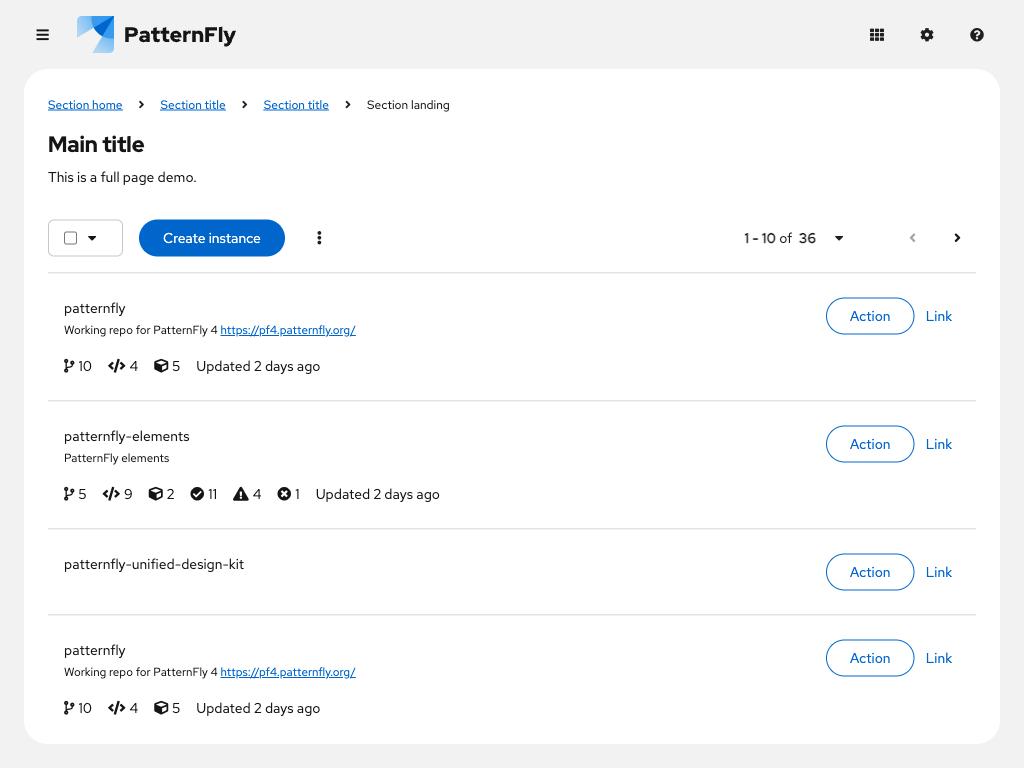 PatternFly
Section home Section title Section title Section landing
Main title
This is a full page demo.
Create instance 1 - 10 of 36
patternfly Action Link
Working repo for PatternFly 4 https://pf4.patternfly.org/
10 4 5 Updated 2 days ago
patternfly-elements Action Link
PatternFly elements
5 9 2 11 4 1 Updated 2 days ago
patternfly-unified-design-kit Action Link
patternfly Action Link
Working repo for PatternFly 4 https://pf4.patternfly.org/
10 4 5 Updated 2 days ago